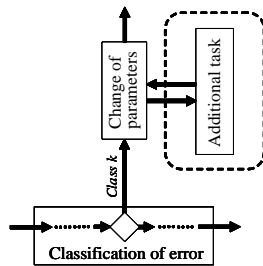 Change of
parameters
Additional task
Class k
Classification of error